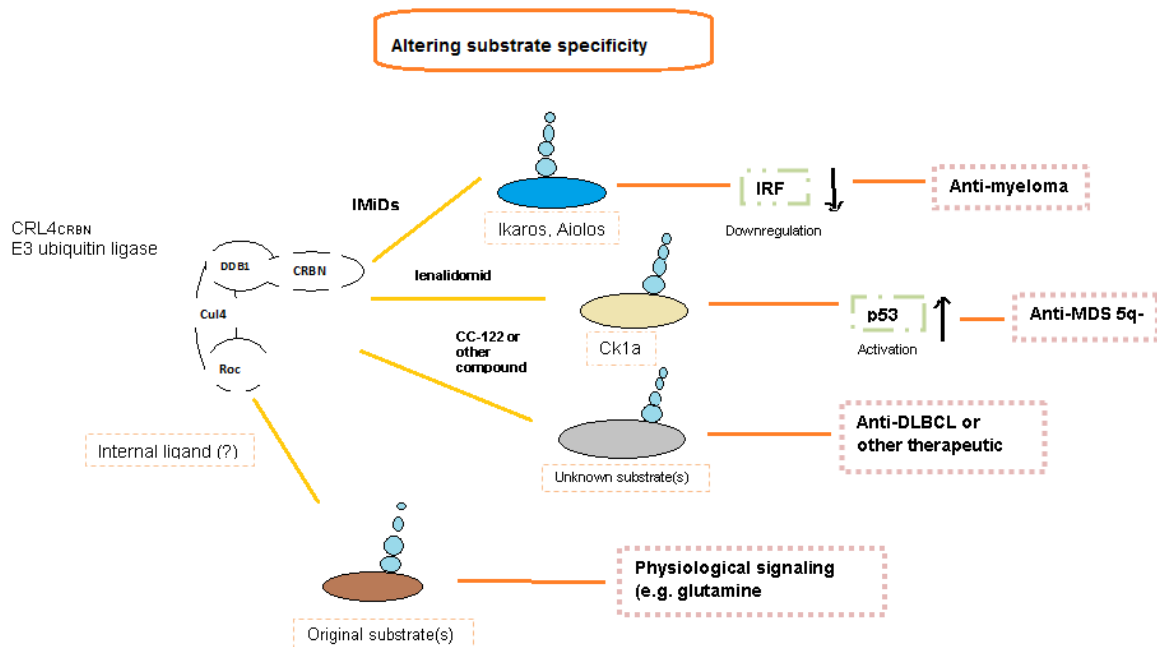 Altering substrate specificity
CRL4CRBN
E3 ubiquitin ligase
DDB1
CRBN
Cul4
Roc
IMiDs
Ikaros, Aiolos
IRF
Downregulation
Anti-myeloma
lenalidomid
Ck1a
p53
Activation
Anti-MDS 5q-
CC-122 or
other
compound
Unknown substrate(s)
Anti-DLBCL or
other therapeutic
Internal ligand (?)
Original substrate(s)
Physiological signaling
(e.g. glutamine